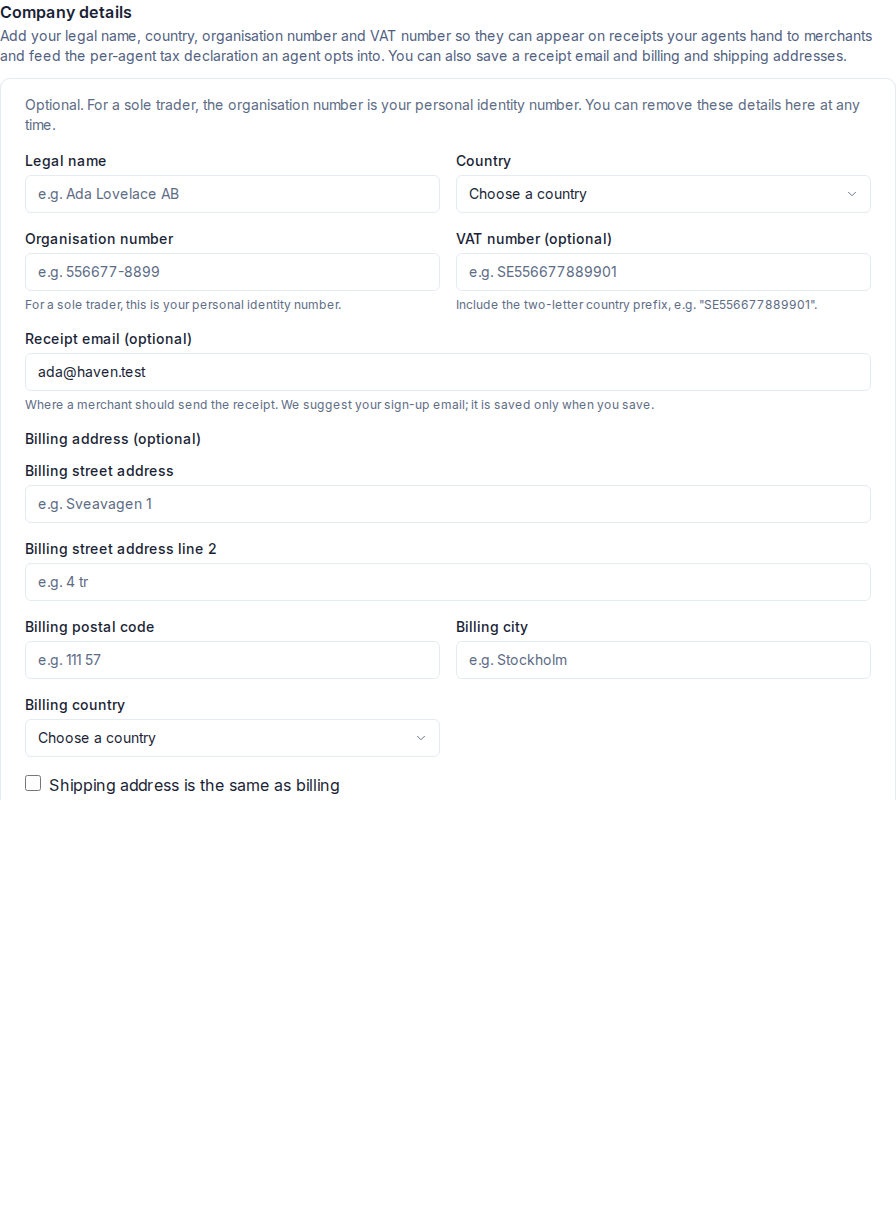 Company details
Add your legal name, country, organisation number and VAT number so they can appear on receipts your agents hand to merchants
and feed the per-agent tax declaration an agent opts into. You can also save a receipt email and billing and shipping addresses.
Optional. For a sole trader, the organisation number is your personal identity number. You can remove these details here at any
time.
Legal name
Country
e.g. Ada Lovelace AB
Choose a country
Organisation number
VAT number (optional)
e.g. 556677-8899
e.g. SE556677889901
For a sole trader, this is your personal identity number.
Include the two-letter country prefix, e.g. "SE556677889901".
Receipt email (optional)
ada@haven.test
Where a merchant should send the receipt. We suggest your sign-up email; it is saved only when you save.
Billing address (optional)
Billing street address
e.g. Sveavagen 1
Billing street address line 2
e.g. 4 tr
Billing postal code
Billing city
e.g. 111 57
e.g. Stockholm
Billing country
Choose a country
Shipping address is the same as billing